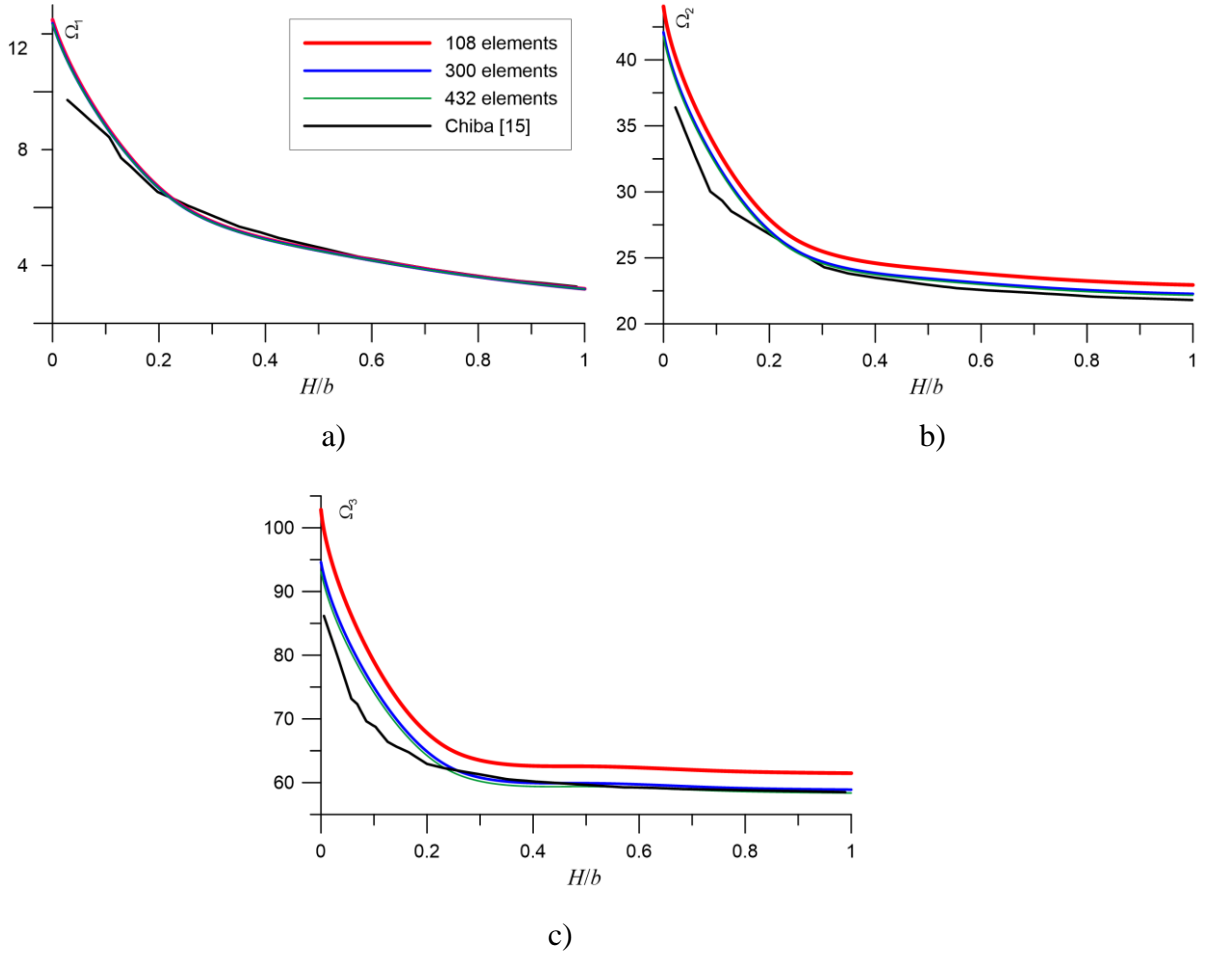 Ω₁
12
8
4
0
0.2
0.4
0.6
0.8
1
H/b
108 elements
300 elements
432 elements
Chiba [15]
a)
Ω₂
40
35
30
25
20
0
0.2
0.4
0.6
0.8
1
H/b
b)
Ω₃
100
90
80
70
60
0
0.2
0.4
0.6
0.8
1
H/b
c)